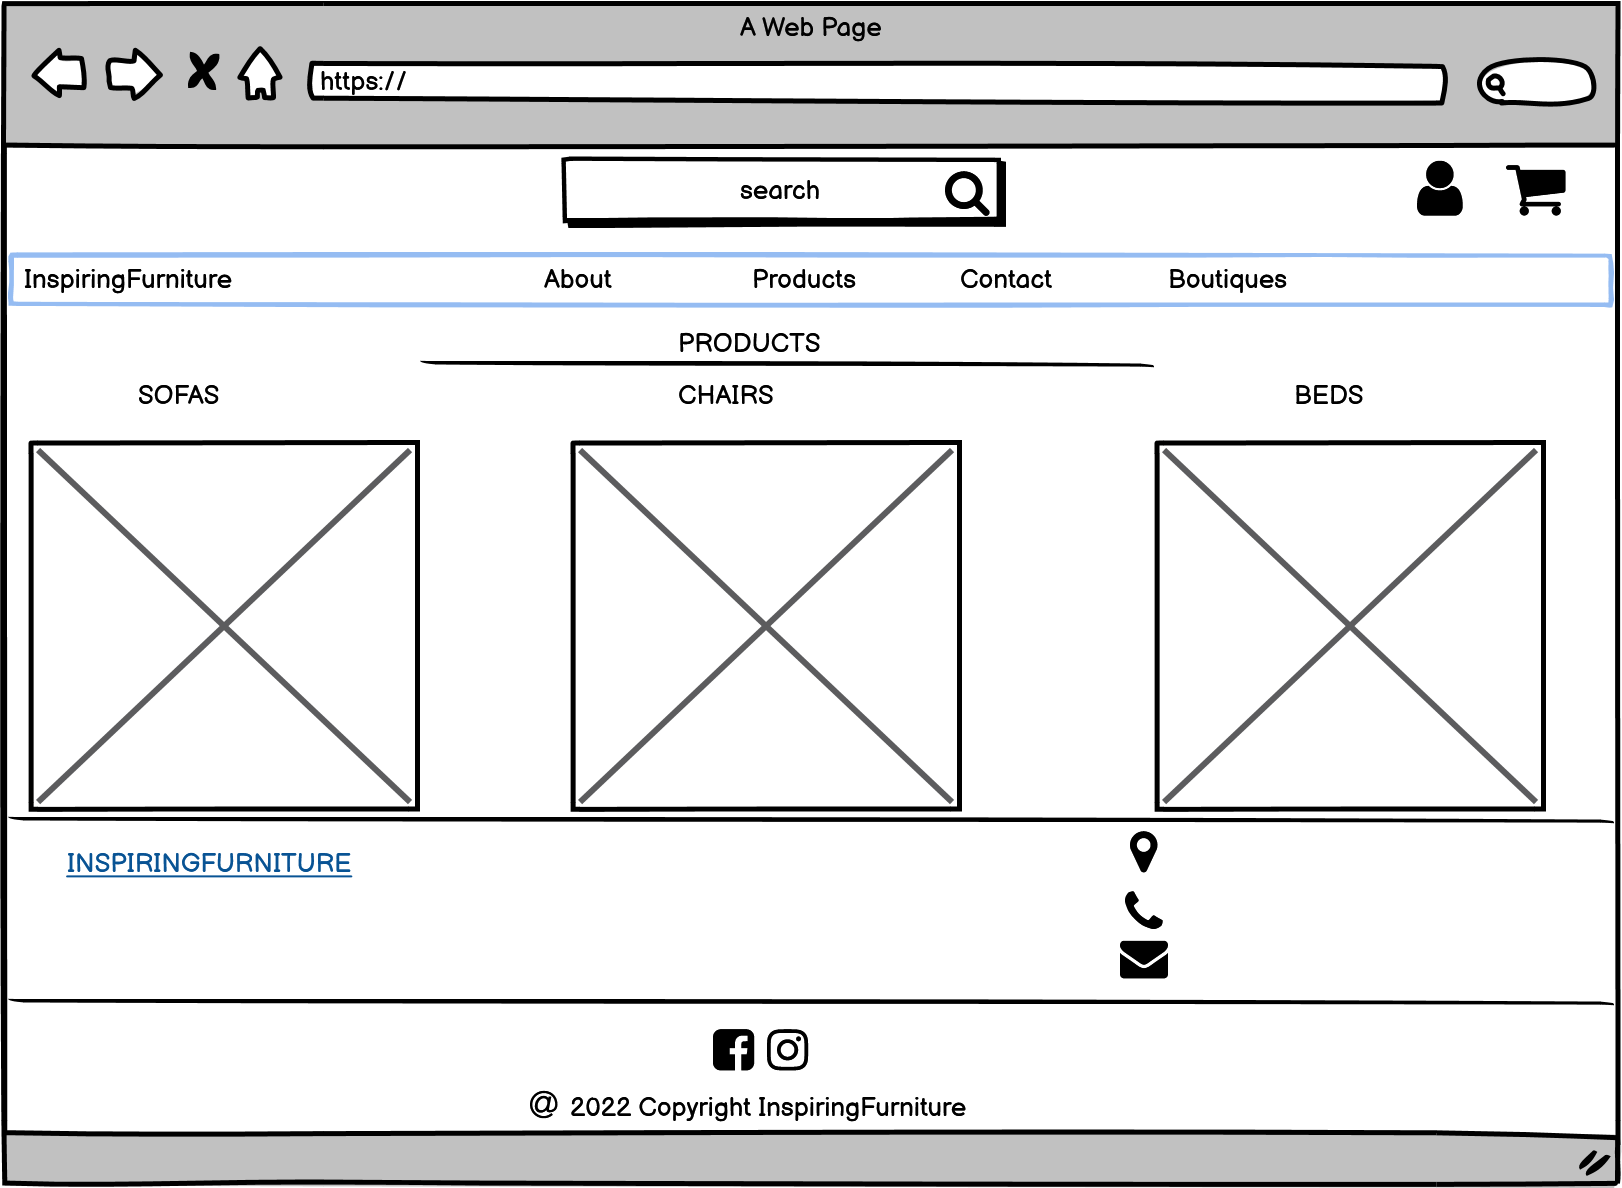 A Web Page
https://
search
InspiringFurniture About Products Contact Boutiques
PRODUCTS
SOFAS CHAIRS BEDS
INSPIRINGFURNITURE
@ 2022 Copyright InspiringFurniture